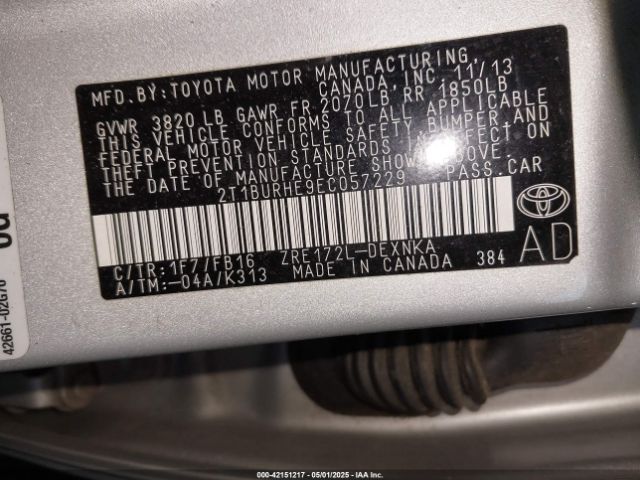 MFD. BY: TOYOTA MOTOR MANUFACTURING,
CANADA, INC. 11/13
GVWR 3820 LB GAWR FR 2070LB RR 1850LB
THIS VEHICLE CONFORMS TO ALL APPLICABLE
FEDERAL MOTOR VEHICLE SAFETY, BUMPER, AND
THEFT PREVENTION STANDARDS IN EFFECT ON
THE DATE OF MANUFACTURE SHOWN ABOVE.
2T1BURHE9EC057229 PASS.CAR
C/TR:1F7/FB16 ZRE172L-DEXNKA
A/TM:-04A/K313 MADE IN CANADA 384
AD
42661-02G70
000-42151217 - 05/01/2025 - IAA Inc.